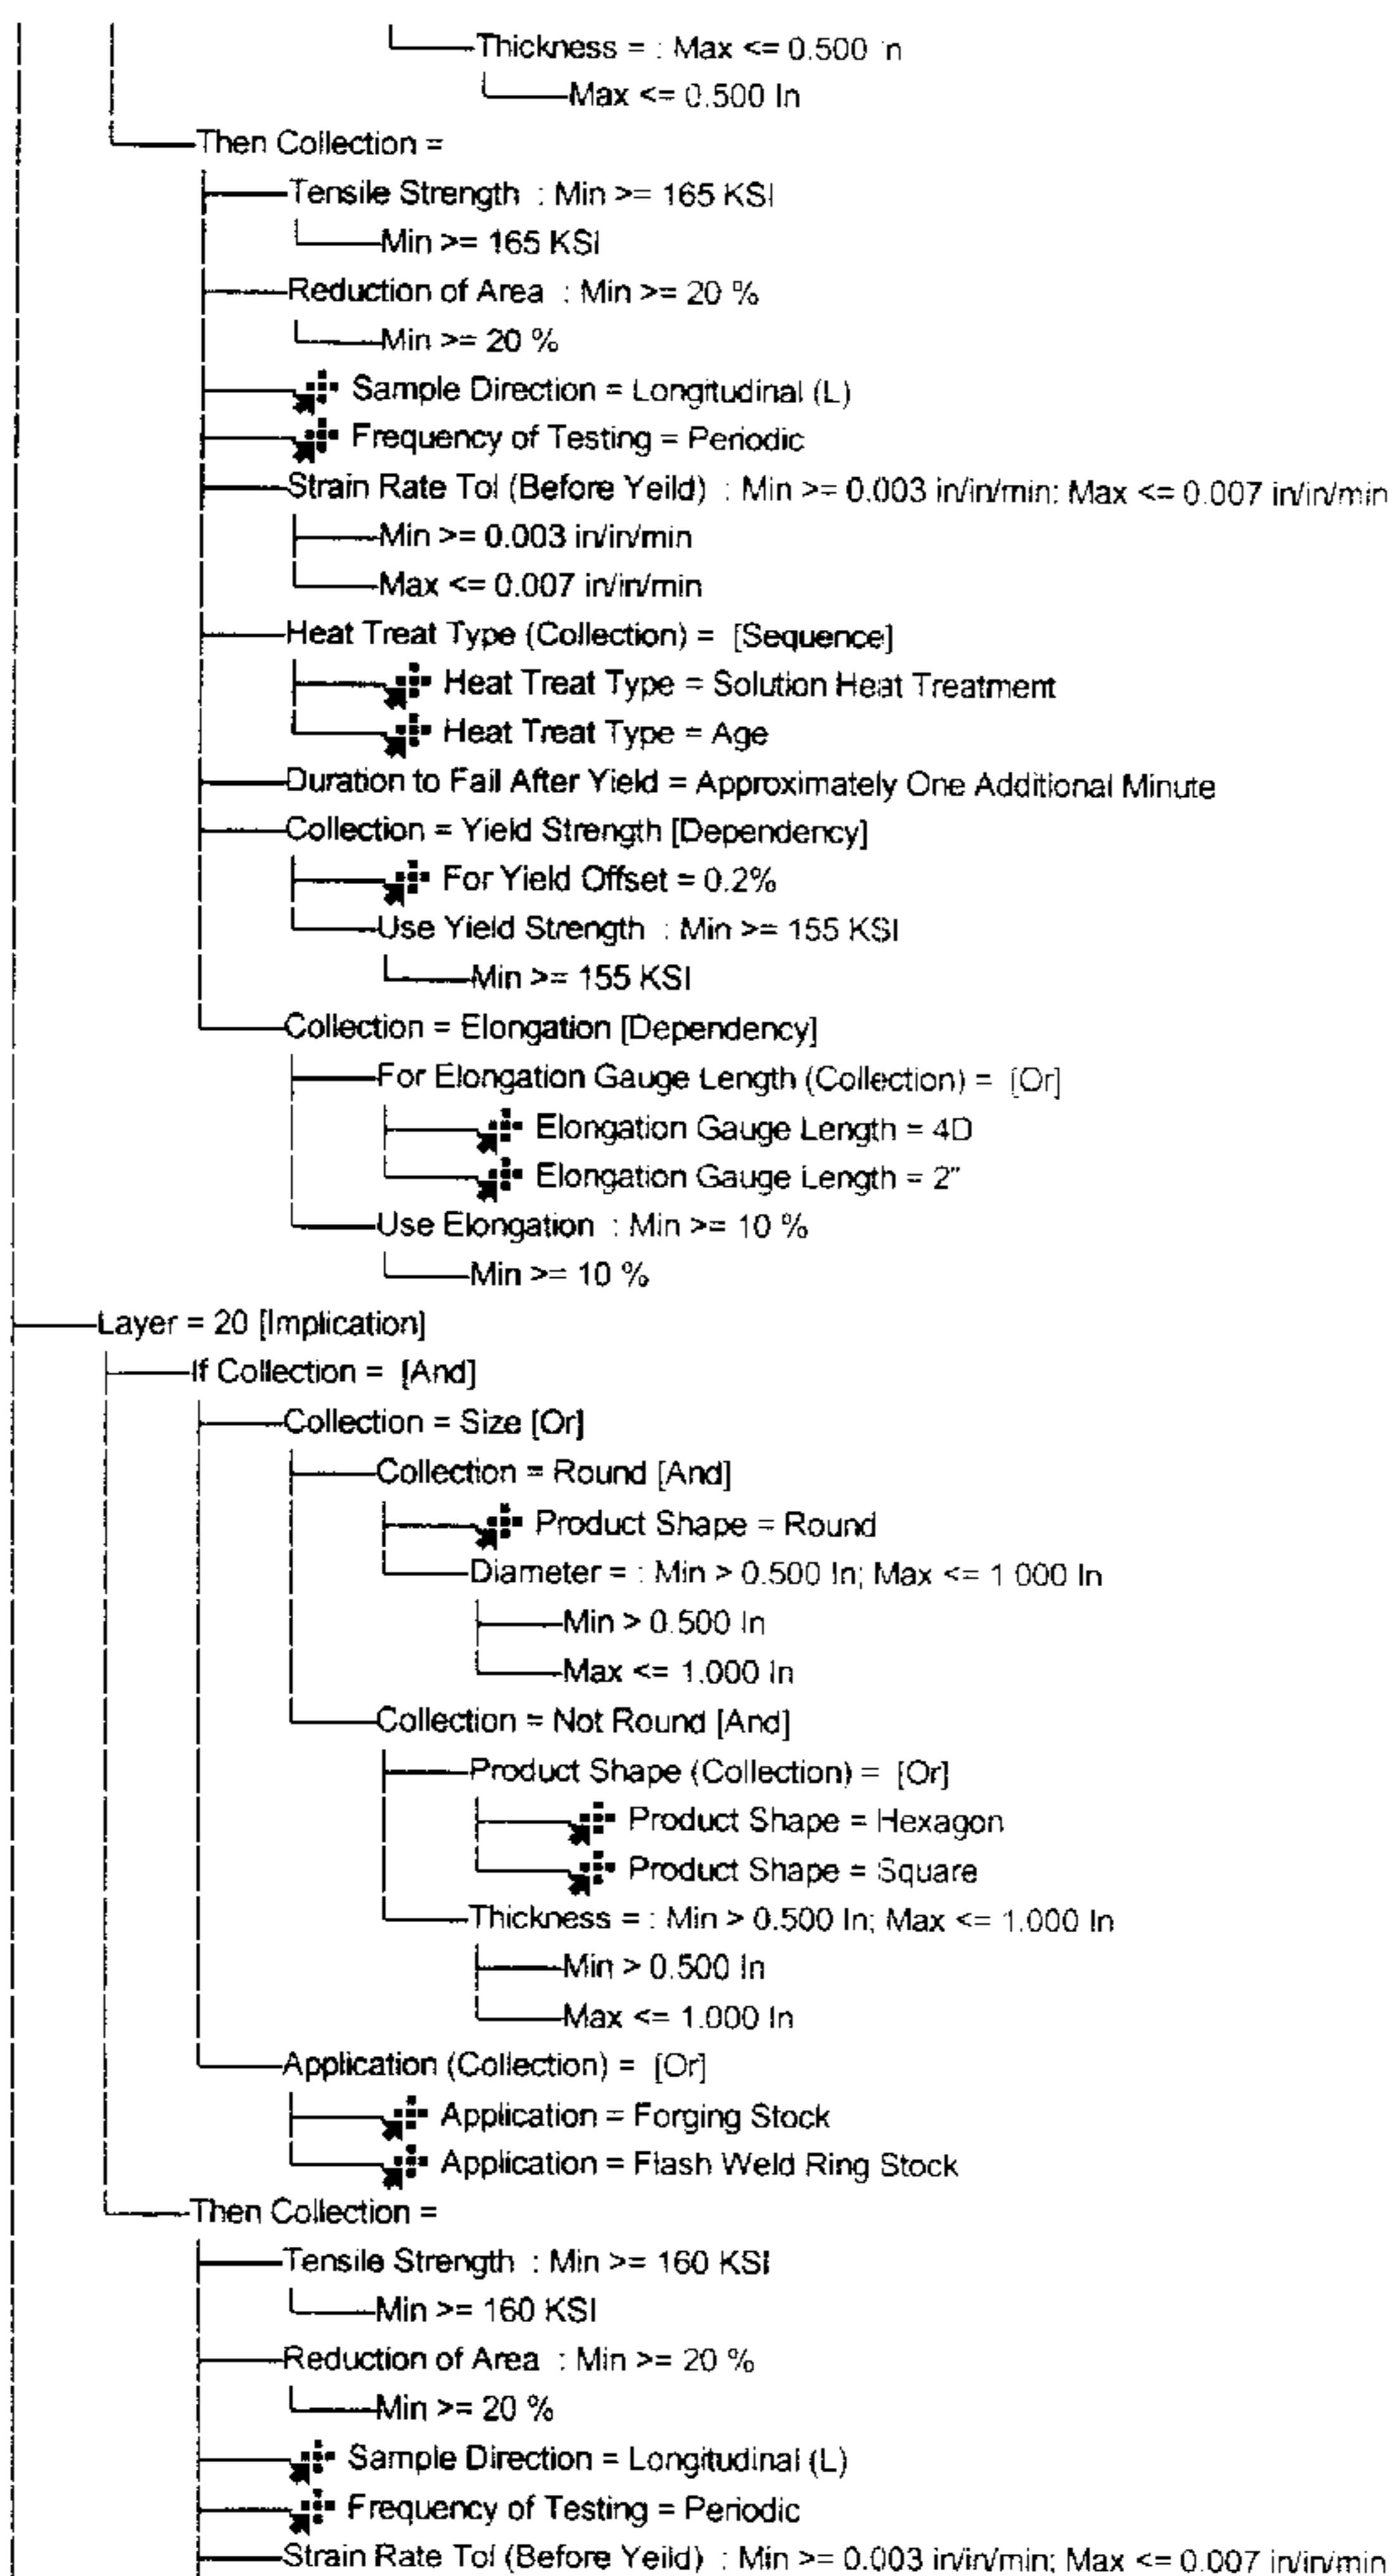 Thickness = : Max <= 0.500 In
Max <= 0.500 In
Then Collection =
Tensile Strength : Min >= 165 KSI
Min >= 165 KSI
Reduction of Area : Min >= 20 %
Min >= 20 %
Sample Direction = Longitudinal (L)
Frequency of Testing = Periodic
Strain Rate Tol (Before Yeild) : Min >= 0.003 in/in/min: Max <= 0.007 in/in/min
Min >= 0.003 in/in/min
Max <= 0.007 in/in/min
Heat Treat Type (Collection) = [Sequence]
Heat Treat Type = Solution Heat Treatment
Heat Treat Type = Age
Duration to Fail After Yield = Approximately One Additional Minute
Collection = Yield Strength [Dependency]
For Yield Offset = 0.2%
Use Yield Strength : Min >= 155 KSI
Min >= 155 KSI
Collection = Elongation [Dependency]
For Elongation Gauge Length (Collection) = [Or]
Elongation Gauge Length = 4D
Elongation Gauge Length = 2"
Use Elongation : Min >= 10 %
Min >= 10 %
Layer = 20 [Implication]
If Collection = [And]
Collection = Size [Or]
Collection = Round [And]
Product Shape = Round
Diameter = : Min > 0.500 In; Max <= 1 000 In
Min > 0.500 In
Max <= 1.000 In
Collection = Not Round [And]
Product Shape (Collection) = [Or]
Product Shape = Hexagon
Product Shape = Square
Thickness = : Min > 0.500 In; Max <= 1.000 In
Min > 0.500 In
Max <= 1.000 In
Application (Collection) = [Or]
Application = Forging Stock
Application = Flash Weld Ring Stock
Then Collection =
Tensile Strength : Min >= 160 KSI
Min >= 160 KSI
Reduction of Area : Min >= 20 %
Min >= 20 %
Sample Direction = Longitudinal (L)
Frequency of Testing = Periodic
Strain Rate Tol (Before Yeild) : Min >= 0.003 in/in/min; Max <= 0.007 in/in/min